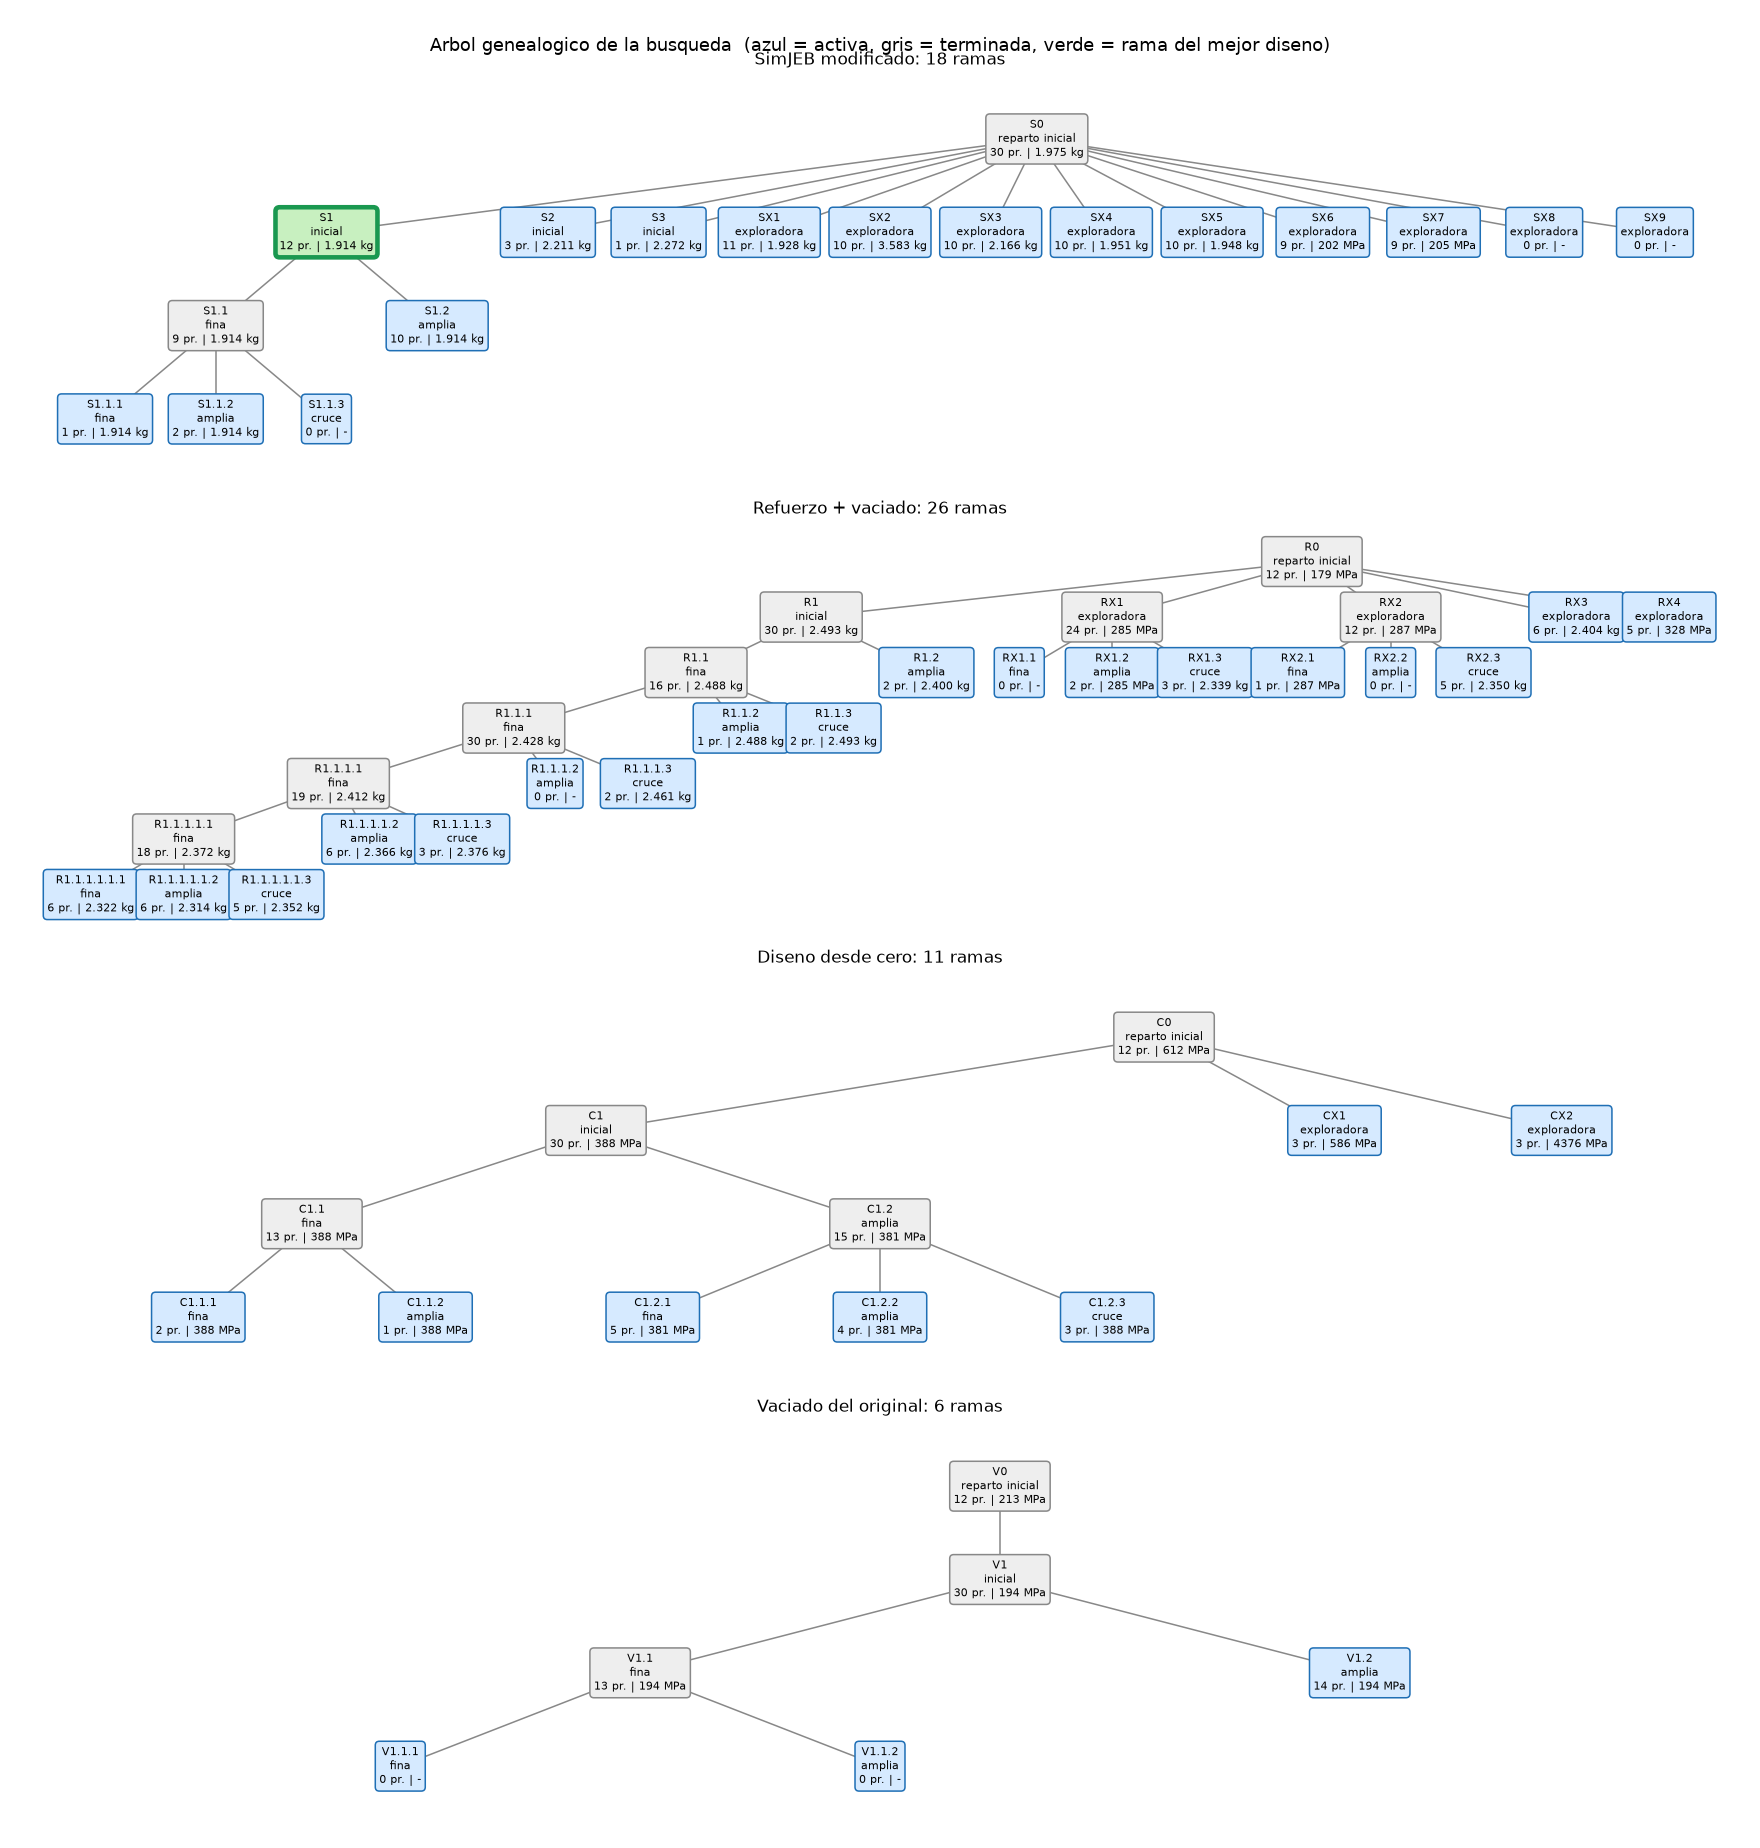 Arbol genealogico de la busqueda  (azul = activa, gris = terminada, verde = rama del mejor diseno)
SimJEB modificado: 18 ramas
S0
reparto inicial
30 pr. | 1.975 kg
S1
inicial
12 pr. | 1.914 kg
S2
inicial
3 pr. | 2.211 kg
S3
inicial
1 pr. | 2.272 kg
SX1
exploradora
11 pr. | 1.928 kg
SX2
exploradora
10 pr. | 3.583 kg
SX3
exploradora
10 pr. | 2.166 kg
SX4
exploradora
10 pr. | 1.951 kg
SX5
exploradora
10 pr. | 1.948 kg
SX6
exploradora
9 pr. | 202 MPa
SX7
exploradora
9 pr. | 205 MPa
SX8
exploradora
0 pr. | -
SX9
exploradora
0 pr. | -
S1.1
fina
9 pr. | 1.914 kg
S1.2
amplia
10 pr. | 1.914 kg
S1.1.1
fina
1 pr. | 1.914 kg
S1.1.2
amplia
2 pr. | 1.914 kg
S1.1.3
cruce
0 pr. | -
Refuerzo + vaciado: 26 ramas
R0
reparto inicial
12 pr. | 179 MPa
R1
inicial
30 pr. | 2.493 kg
RX1
exploradora
24 pr. | 285 MPa
RX2
exploradora
12 pr. | 287 MPa
RX3
exploradora
6 pr. | 2.404 kg
RX4
exploradora
5 pr. | 328 MPa
R1.1
fina
16 pr. | 2.488 kg
R1.2
amplia
2 pr. | 2.400 kg
RX1.1
fina
0 pr. | -
RX1.2
amplia
2 pr. | 285 MPa
RX1.3
cruce
3 pr. | 2.339 kg
RX2.1
fina
1 pr. | 287 MPa
RX2.2
amplia
0 pr. | -
RX2.3
cruce
5 pr. | 2.350 kg
R1.1.1
fina
30 pr. | 2.428 kg
R1.1.2
amplia
1 pr. | 2.488 kg
R1.1.3
cruce
2 pr. | 2.493 kg
R1.1.1.1
fina
19 pr. | 2.412 kg
R1.1.1.2
amplia
0 pr. | -
R1.1.1.3
cruce
2 pr. | 2.461 kg
R1.1.1.1.1
fina
18 pr. | 2.372 kg
R1.1.1.1.2
amplia
6 pr. | 2.366 kg
R1.1.1.1.3
cruce
3 pr. | 2.376 kg
R1.1.1.1.1.1
fina
6 pr. | 2.322 kg
R1.1.1.1.1.2
amplia
6 pr. | 2.314 kg
R1.1.1.1.1.3
cruce
5 pr. | 2.352 kg
Diseno desde cero: 11 ramas
C0
reparto inicial
12 pr. | 612 MPa
C1
inicial
30 pr. | 388 MPa
CX1
exploradora
3 pr. | 586 MPa
CX2
exploradora
3 pr. | 4376 MPa
C1.1
fina
13 pr. | 388 MPa
C1.2
amplia
15 pr. | 381 MPa
C1.1.1
fina
2 pr. | 388 MPa
C1.1.2
amplia
1 pr. | 388 MPa
C1.2.1
fina
5 pr. | 381 MPa
C1.2.2
amplia
4 pr. | 381 MPa
C1.2.3
cruce
3 pr. | 388 MPa
Vaciado del original: 6 ramas
V0
reparto inicial
12 pr. | 213 MPa
V1
inicial
30 pr. | 194 MPa
V1.1
fina
13 pr. | 194 MPa
V1.2
amplia
14 pr. | 194 MPa
V1.1.1
fina
0 pr. | -
V1.1.2
amplia
0 pr. | -